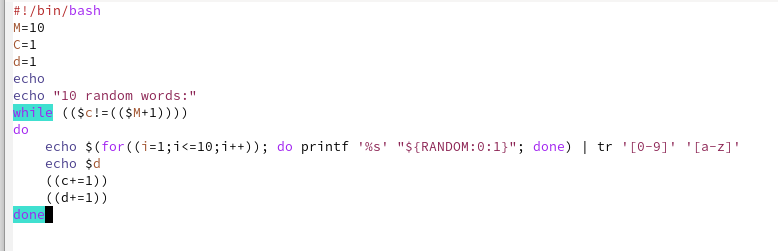 #!/bin/bash
M=10
C=1
d=1
echo
echo "10 random words:"
while (($c!=(($M+1))))
do
    echo $(for((i=1;i<=10;i++)); do printf '%s' "${RANDOM:0:1}"; done) | tr '[0-9]' '[a-z]'
    echo $d
    ((c+=1))
    ((d+=1))
done